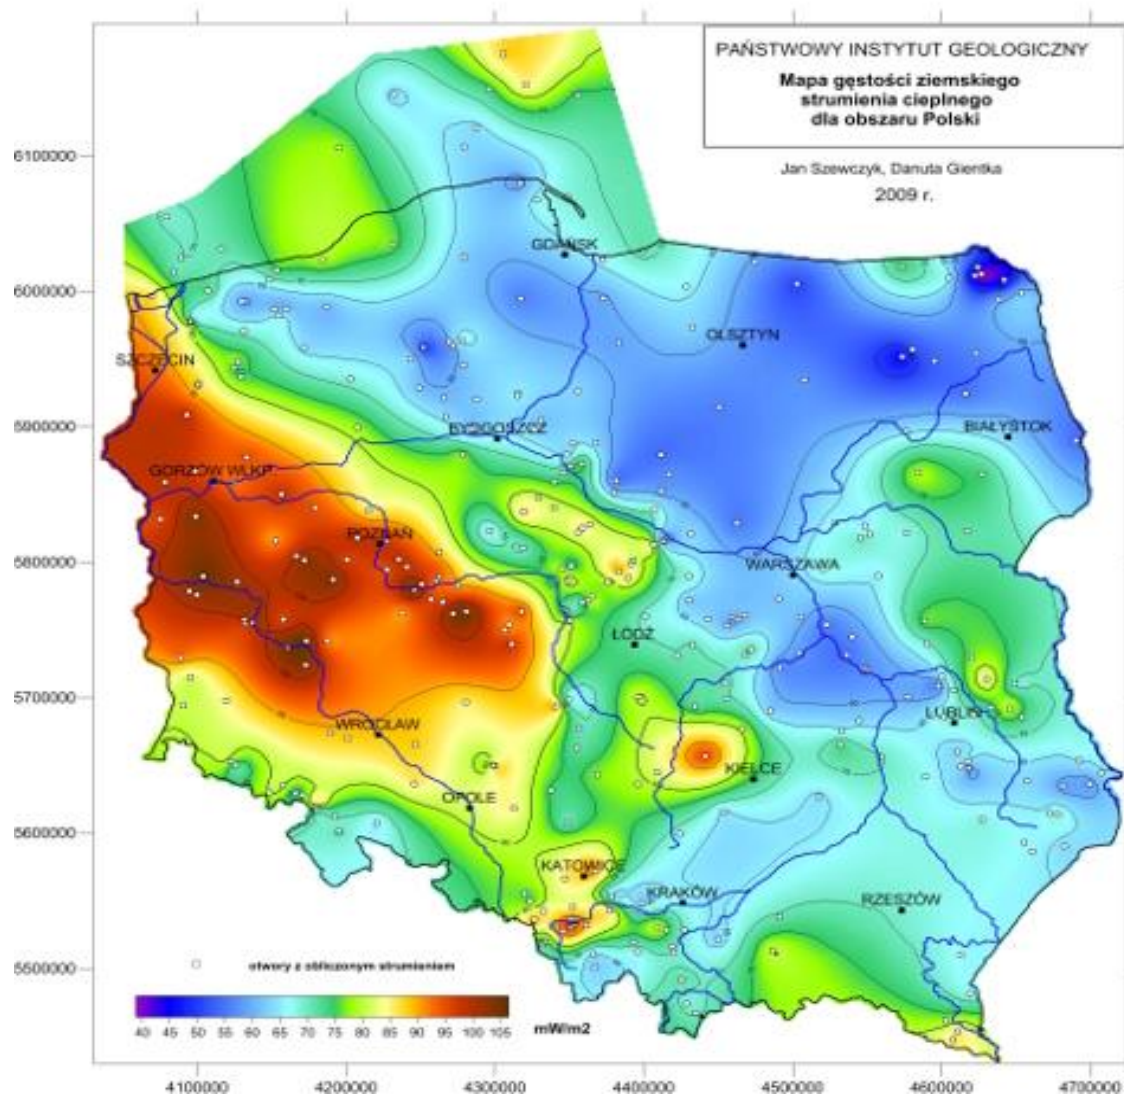 PAŃSTWOWY INSTYTUT GEOLOGICZNY
Mapa gęstości ziemskiego
strumienia cieplnego
dla obszaru Polski
Jan Szewczyk, Danuta Gientka
2009 r.
6100000
GDAŃSK
6000000
OLSZTYN
SZCZECIN
5900000
BYDGOSZCZ
BIAŁYSTOK
GORZÓW WLKP.
POZNAŃ
5800000
WARSZAWA
ŁÓDŹ
5700000
WROCŁAW
LUBLIN
KIELCE
OPOLE
5600000
KATOWICE
KRAKÓW
RZESZÓW
5500000
otwory z obliczonym strumieniem
40 45 50 60 65 75 80 85 90 95 100 105
mW/m2
4100000 4200000 4300000 4400000 4500000 4600000 4700000